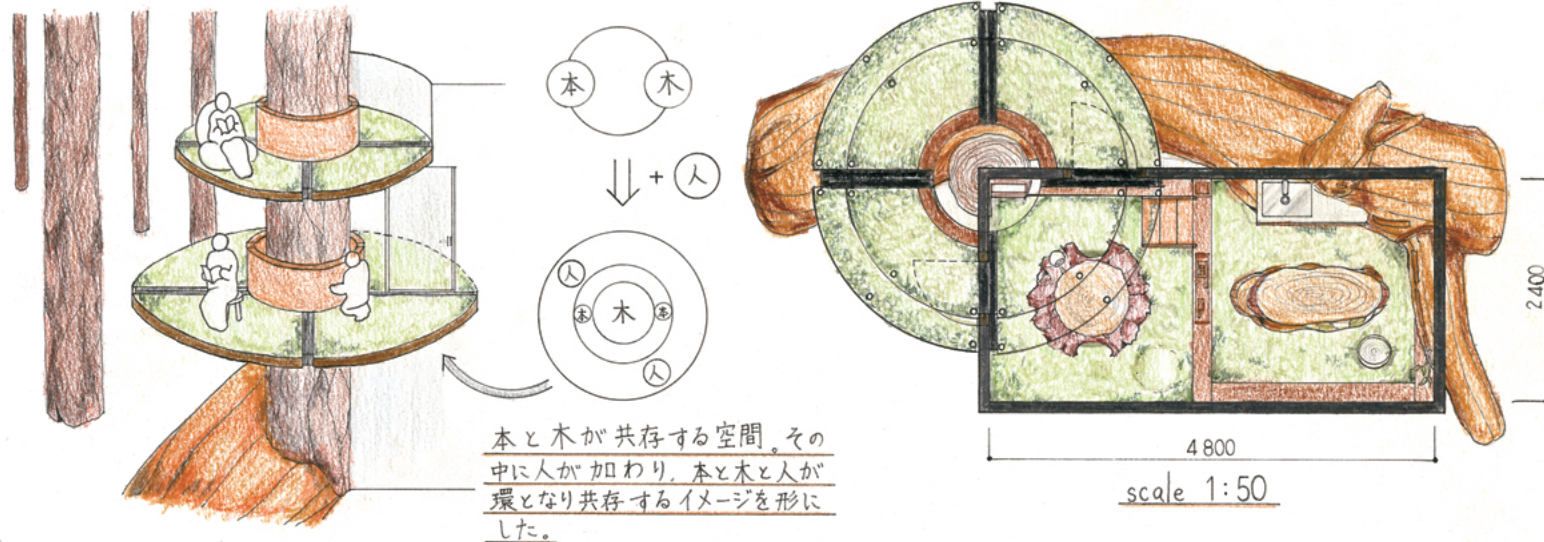 本
木
+ 人
人
本
木
本
人
本と木が共存する空間。その
中に人が加わり、本と木と人が
環となり共存するイメージを形に
した。
2400
4800
scale 1:50